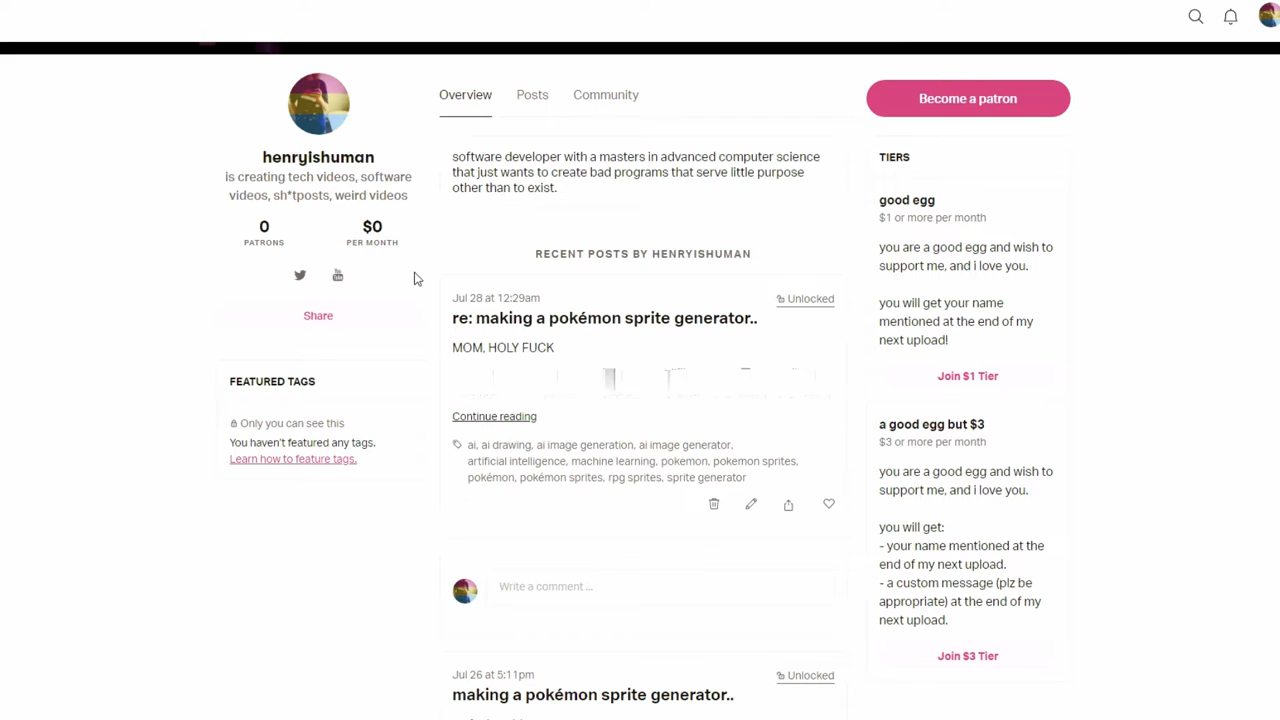 henryishuman
is creating tech videos, software
videos, sh*tposts, weird videos
0
PATRONS
$0
PER MONTH
Share
FEATURED TAGS
Only you can see this
You haven't featured any tags.
Learn how to feature tags.
Overview
Posts
Community
software developer with a masters in advanced computer science
that just wants to create bad programs that serve little purpose
other than to exist.
RECENT POSTS BY HENRYISHUMAN
Jul 28 at 12:29am
Unlocked
re: making a pokémon sprite generator..
MOM, HOLY FUCK
Continue reading
ai, ai drawing, ai image generation, ai image generator,
artificial intelligence, machine learning, pokemon, pokemon sprites,
pokémon, pokémon sprites, rpg sprites, sprite generator
Write a comment ...
Jul 26 at 5:11pm
Unlocked
making a pokémon sprite generator..
Become a patron
TIERS
good egg
$1 or more per month
you are a good egg and wish to
support me, and i love you.
you will get your name
mentioned at the end of my
next upload!
Join $1 Tier
a good egg but $3
$3 or more per month
you are a good egg and wish to
support me, and i love you.
you will get:
- your name mentioned at the
end of my next upload.
- a custom message (plz be
appropriate) at the end of my
next upload.
Join $3 Tier